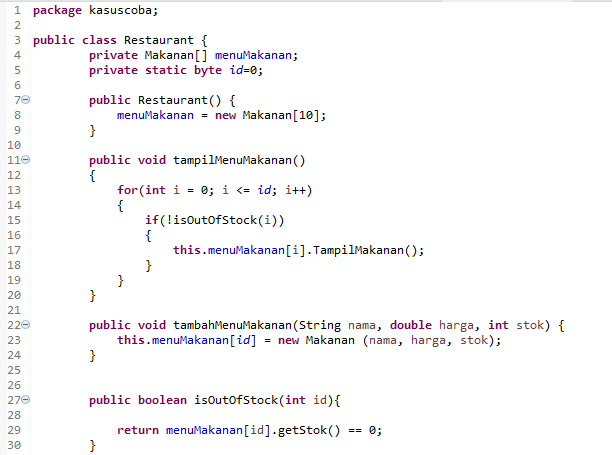 1 package kasuscoba;
2
3 public class Restaurant {
4 private Makanan[] menuMakanan;
5 private static byte id=0;
6
7 public Restaurant() {
8 menuMakanan = new Makanan[10];
9 }
10
11 public void tampilMenuMakanan()
12 {
13 for(int i = 0; i <= id; i++)
14 {
15 if(!isOutOfStock(i))
16 {
17 this.menuMakanan[i].TampilMakanan();
18 }
19 }
20 }
21
22 public void tambahMenuMakanan(String nama, double harga, int stok) {
23 this.menuMakanan[id] = new Makanan (nama, harga, stok);
24 }
25
26
27 public boolean isOutOfStock(int id){
28
29 return menuMakanan[id].getStok() == 0;
30 }